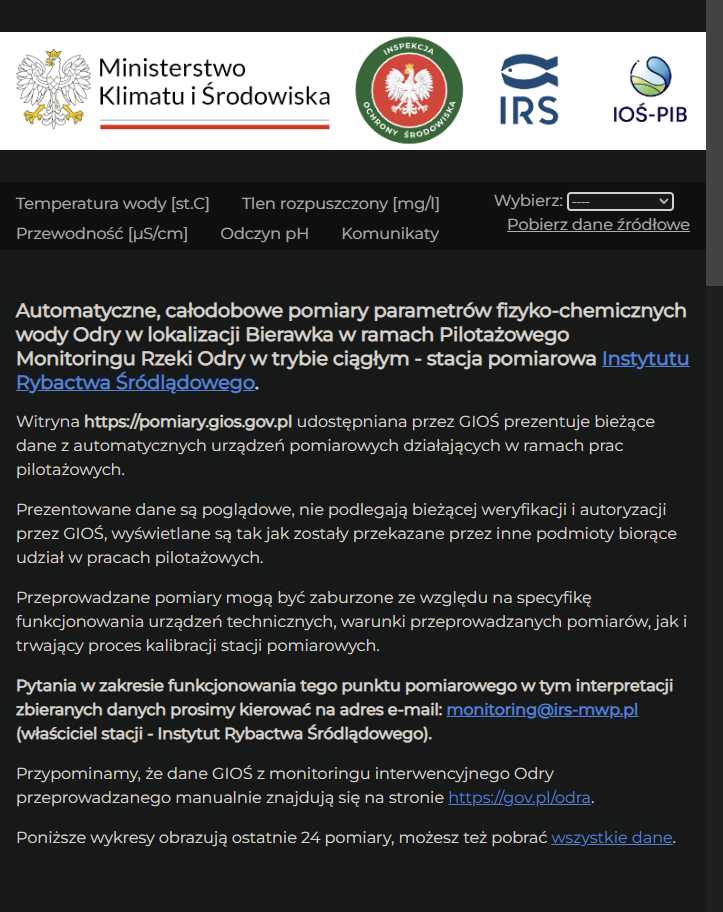 Ministerstwo
Klimatu i Środowiska
INSPEKCJA
OCHRONY ŚRODOWISKA
IRS
IOŚ-PIB
Temperatura wody [st.C] Tlen rozpuszczony [mg/l]
Przewodność [µS/cm] Odczyn pH Komunikaty
Wybierz: ----
Pobierz dane źródłowe
Automatyczne, całodobowe pomiary parametrów fizyko-chemicznych
wody Odry w lokalizacji Bierawka w ramach Pilotażowego
Monitoringu Rzeki Odry w trybie ciągłym - stacja pomiarowa Instytutu
Rybactwa Śródlądowego.
Witryna https://pomiary.gios.gov.pl udostępniana przez GIOŚ prezentuje bieżące
dane z automatycznych urządzeń pomiarowych działających w ramach prac
pilotażowych.
Prezentowane dane są poglądowe, nie podlegają bieżącej weryfikacji i autoryzacji
przez GIOŚ, wyświetlane są tak jak zostały przekazane przez inne podmioty biorące
udział w pracach pilotażowych.
Przeprowadzane pomiary mogą być zaburzone ze względu na specyfikę
funkcjonowania urządzeń technicznych, warunki przeprowadzanych pomiarów, jak i
trwający proces kalibracji stacji pomiarowych.
Pytania w zakresie funkcjonowania tego punktu pomiarowego w tym interpretacji
zbieranych danych prosimy kierować na adres e-mail: monitoring@irs-mwp.pl
(właściciel stacji - Instytut Rybactwa Śródlądowego).
Przypominamy, że dane GIOŚ z monitoringu interwencyjnego Odry
przeprowadzanego manualnie znajdują się na stronie https://gov.pl/odra.
Poniższe wykresy obrazują ostatnie 24 pomiary, możesz też pobrać wszystkie dane.